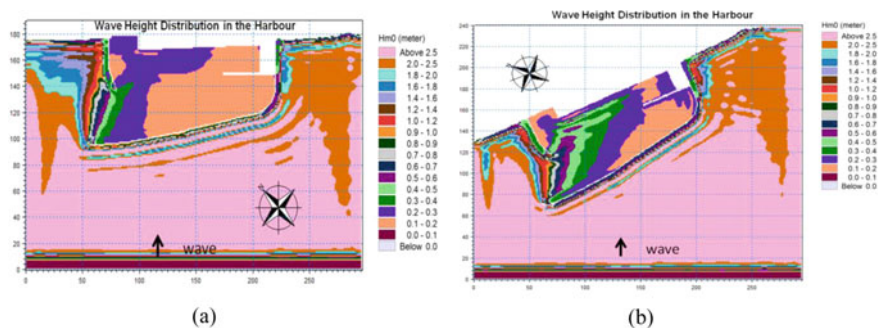 Wave Height Distribution in the Harbour
Hm0 (meter)
Above 2.5
2.0 - 2.5
1.8 - 2.0
1.6 - 1.8
1.4 - 1.6
1.2 - 1.4
1.0 - 1.2
0.9 - 1.0
0.8 - 0.9
0.7 - 0.8
0.6 - 0.7
0.5 - 0.6
0.4 - 0.5
0.3 - 0.4
0.2 - 0.3
0.1 - 0.2
0.0 - 0.1
Below 0.0
180
160
140
120
100
80
60
40
20
0
wave
0 50 100 150 200 250
(a)
Wave Height Distribution in the Harbour
Hm0 (meter)
Above 2.5
2.0 - 2.5
1.8 - 2.0
1.6 - 1.8
1.4 - 1.6
1.2 - 1.4
1.0 - 1.2
0.9 - 1.0
0.8 - 0.9
0.7 - 0.8
0.6 - 0.7
0.5 - 0.6
0.4 - 0.5
0.3 - 0.4
0.2 - 0.3
0.1 - 0.2
0.0 - 0.1
Below 0.0
240
220
200
180
160
140
120
100
80
60
40
20
0
wave
0 50 100 150 200 250
(b)